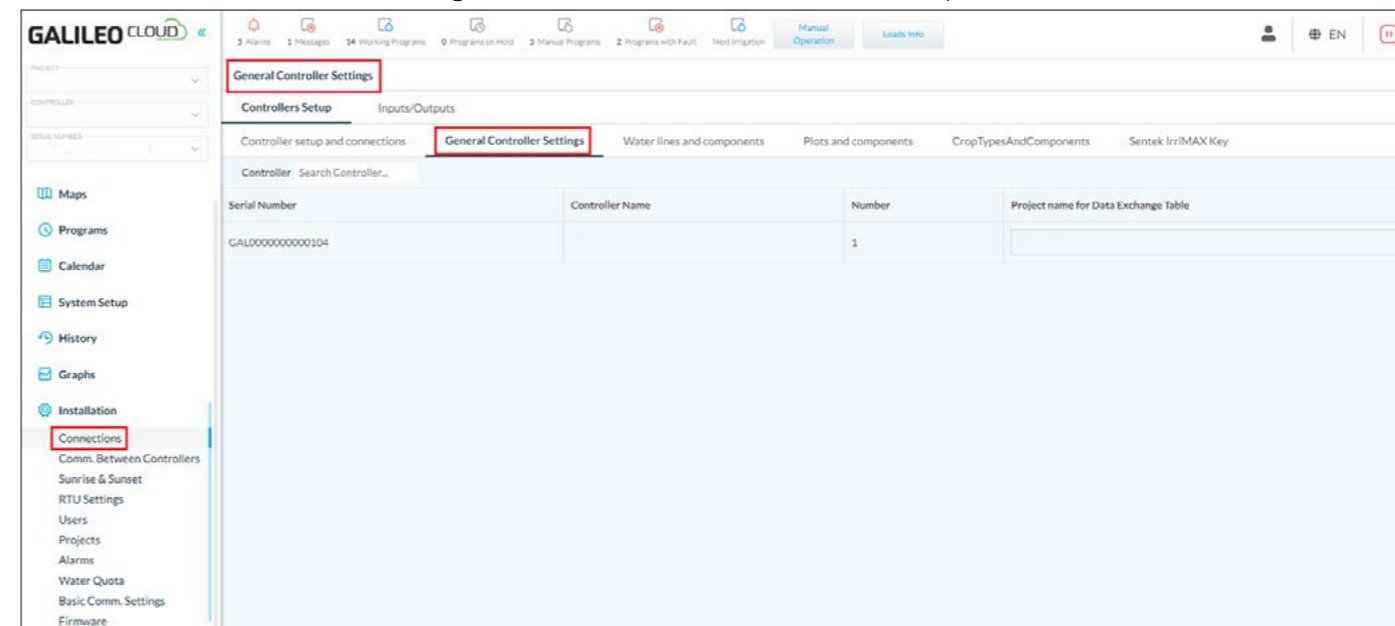 GALILEO CLOUD «
3 Alarms 1 Messages 14 Working Programs 0 Programs on Hold 3 Manual Programs 2 Programs with Fault Next Irrigation Manual Operation Loads Info EN
PROJECT
CONTROLLER
SERIAL NUMBER
General Controller Settings
Controllers Setup Inputs/Outputs
Controller setup and connections General Controller Settings Water lines and components Plots and components CropTypesAndComponents Sentek IrriMAX Key
Controller Search Controller...
Serial Number Controller Name Number Project name for Data Exchange Table
GAL0000000000104 1
Maps
Programs
Calendar
System Setup
History
Graphs
Installation
Connections
Comm. Between Controllers
Sunrise & Sunset
RTU Settings
Users
Projects
Alarms
Water Quota
Basic Comm. Settings
Firmware